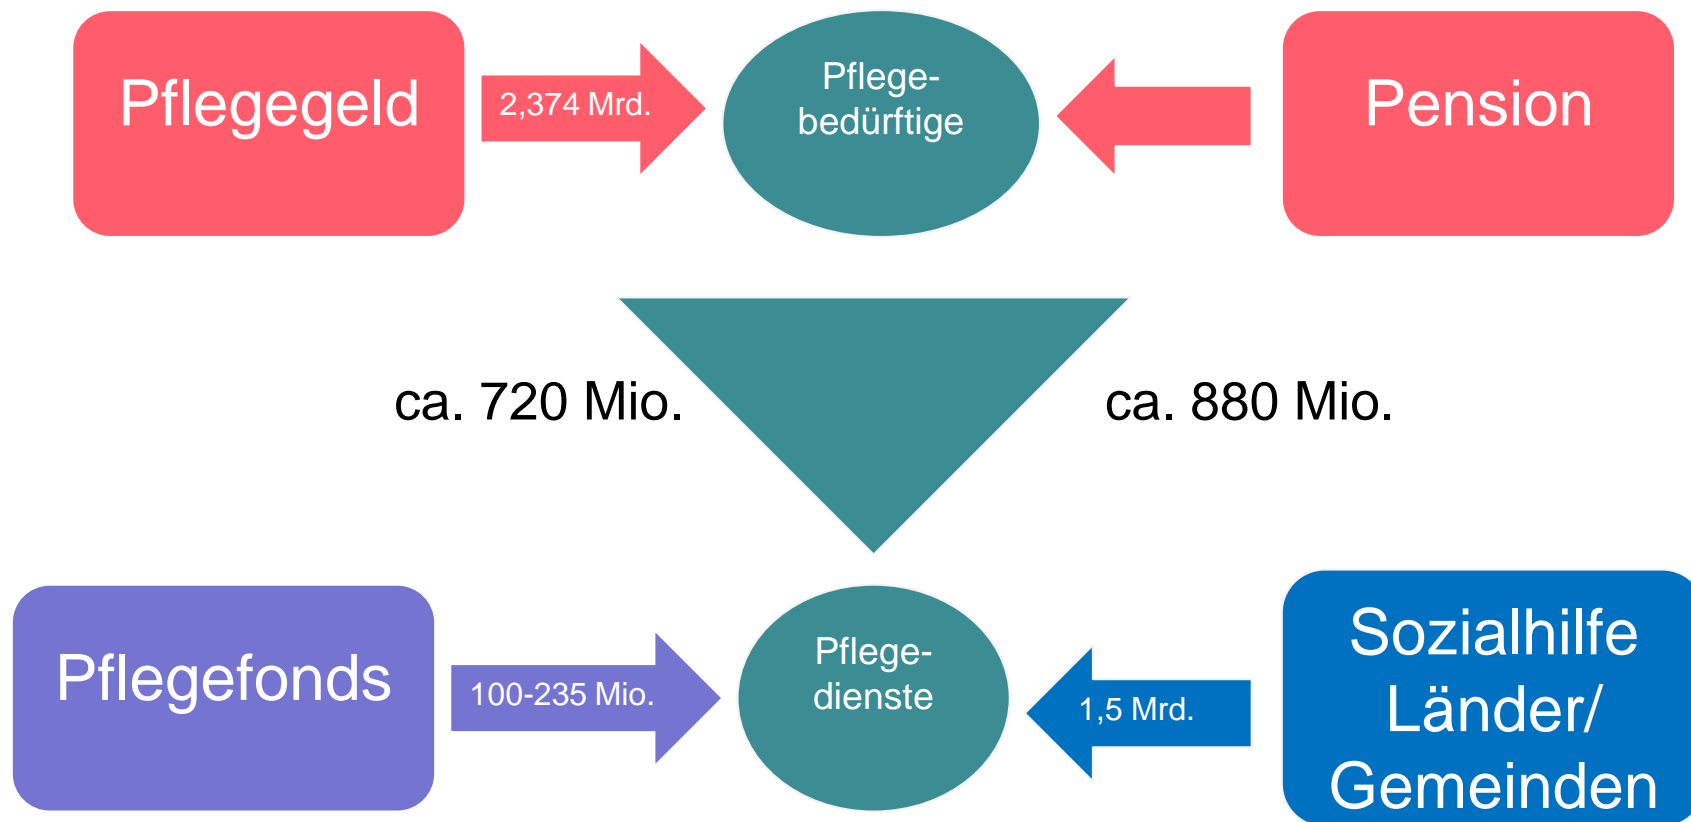 Pflegegeld
2,374 Mrd.
Pflege-
bedürftige
Pension
ca. 720 Mio.
ca. 880 Mio.
Pflegefonds
100-235 Mio.
Pflege-
dienste
1,5 Mrd.
Sozialhilfe
Länder/
Gemeinden